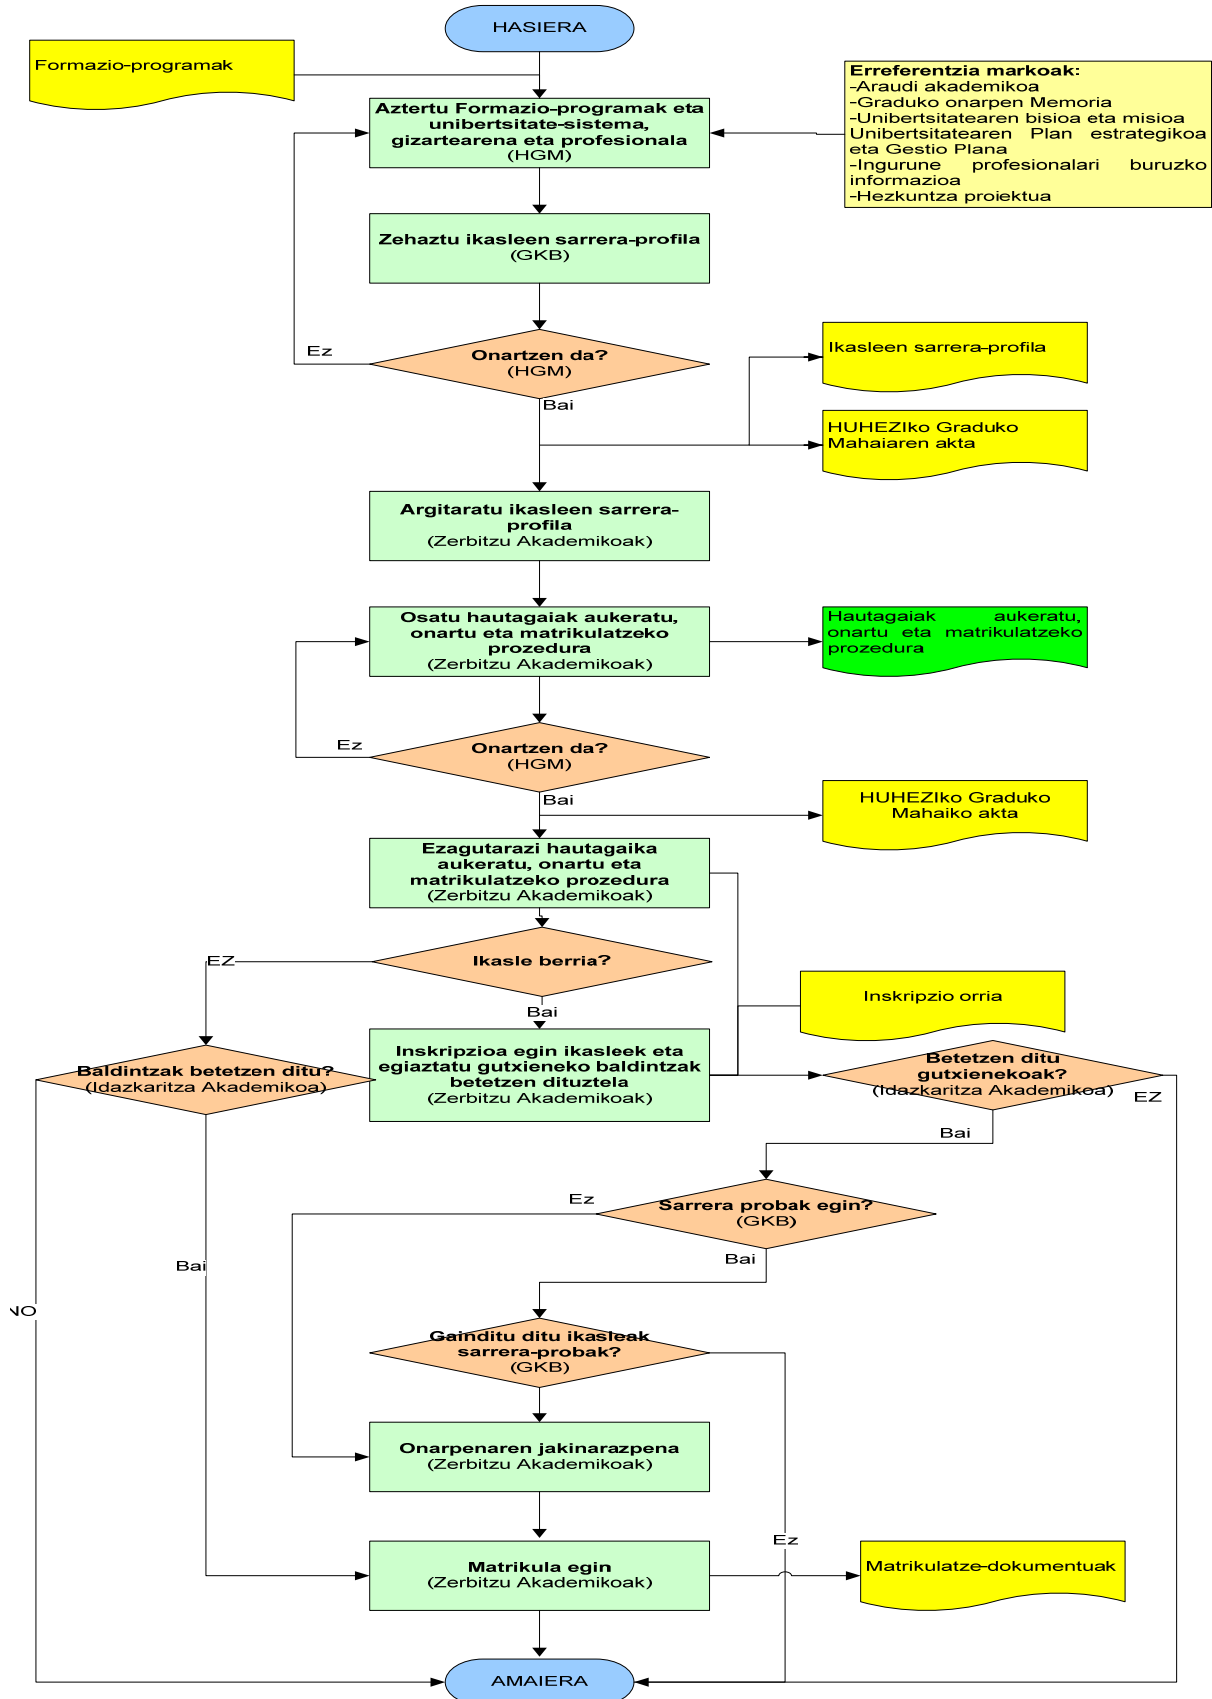 HASIERA
Formazio-programak
Erreferentzia markoak:
-Araudi akademikoa
-Graduko onarpen Memoria
-Unibertsitatearen bisioa eta misioa
Unibertsitatearen Plan estrategikoa
eta Gestio Plana
-Ingurune profesionalari buruzko
informazioa
-Hezkuntza proiektua
Aztertu Formazio-programak eta
unibertsitate-sistema,
gizartearena eta profesionala
(HGM)
Zehaztu ikasleen sarrera-profila
(GKB)
Ez
Onartzen da?
(HGM)
Bai
Ikasleen sarrera-profila
HUHEZIko Graduko
Mahaiaren akta
Argitaratu ikasleen sarrera-
profila
(Zerbitzu Akademikoak)
Osatu hautagaiak aukeratu,
onartu eta matrikulatzeko
prozedura
(Zerbitzu Akademikoak)
Hautagaiak aukeratu,
onartu eta matrikulatzeko
prozedura
Ez
Onartzen da?
(HGM)
Bai
HUHEZIko Graduko
Mahaiko akta
Ezagutarazi hautagaika
aukeratu, onartu eta
matrikulatzeko prozedura
(Zerbitzu Akademikoak)
EZ
Ikasle berria?
Bai
Inskripzio orria
Baldintzak betetzen ditu?
(Idazkaritza Akademikoa)
Inskripzioa egin ikasleek eta
egiaztatu gutxieneko baldintzak
betetzen dituztela
(Zerbitzu Akademikoak)
Betetzen ditu
gutxienekoak?
(Idazkaritza Akademikoa)
EZ
Bai
Ez
Sarrera probak egin?
(GKB)
Bai
Bai
NO
Gainditu ditu ikasleak
sarrera-probak?
(GKB)
Onarpenaren jakinarazpena
(Zerbitzu Akademikoak)
Ez
Matrikula egin
(Zerbitzu Akademikoak)
Matrikulatze-dokumentuak
AMAIERA